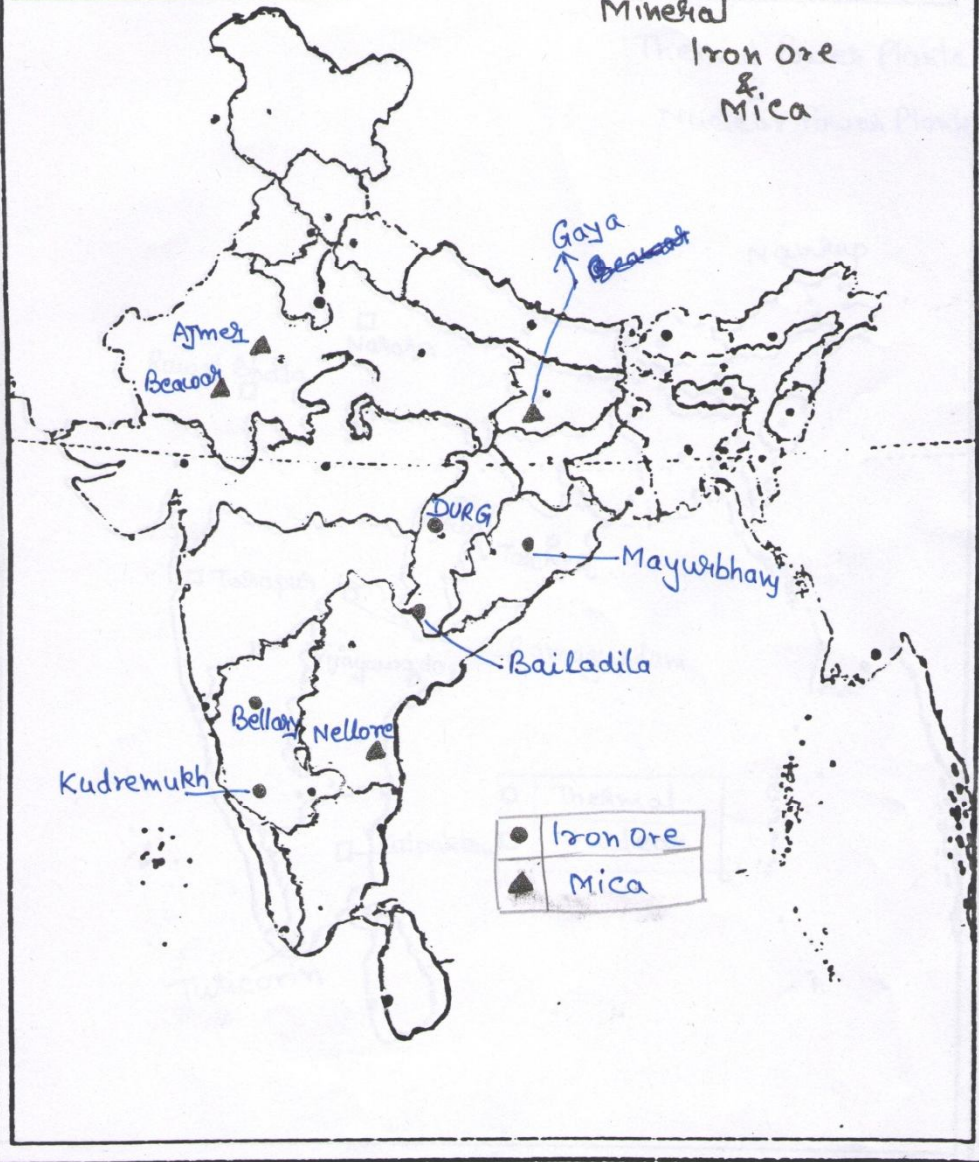 Mineral
Iron Ore
&
Mica
Gaya
Ajmer
Beawar
DURG
Mayurbhanj
Bailadila
Bellary
Nellore
Kudremukh
Iron Ore
Mica